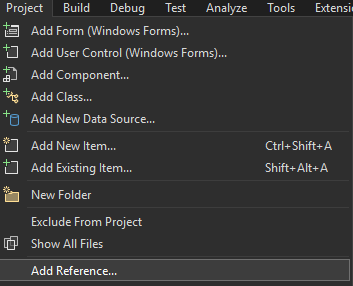 Project Build Debug Test Analyze Tools Extensi
Add Form (Windows Forms)...
Add User Control (Windows Forms)...
Add Component...
Add Class...
Add New Data Source...
Add New Item... Ctrl+Shift+A
Add Existing Item... Shift+Alt+A
New Folder
Exclude From Project
Show All Files
Add Reference...